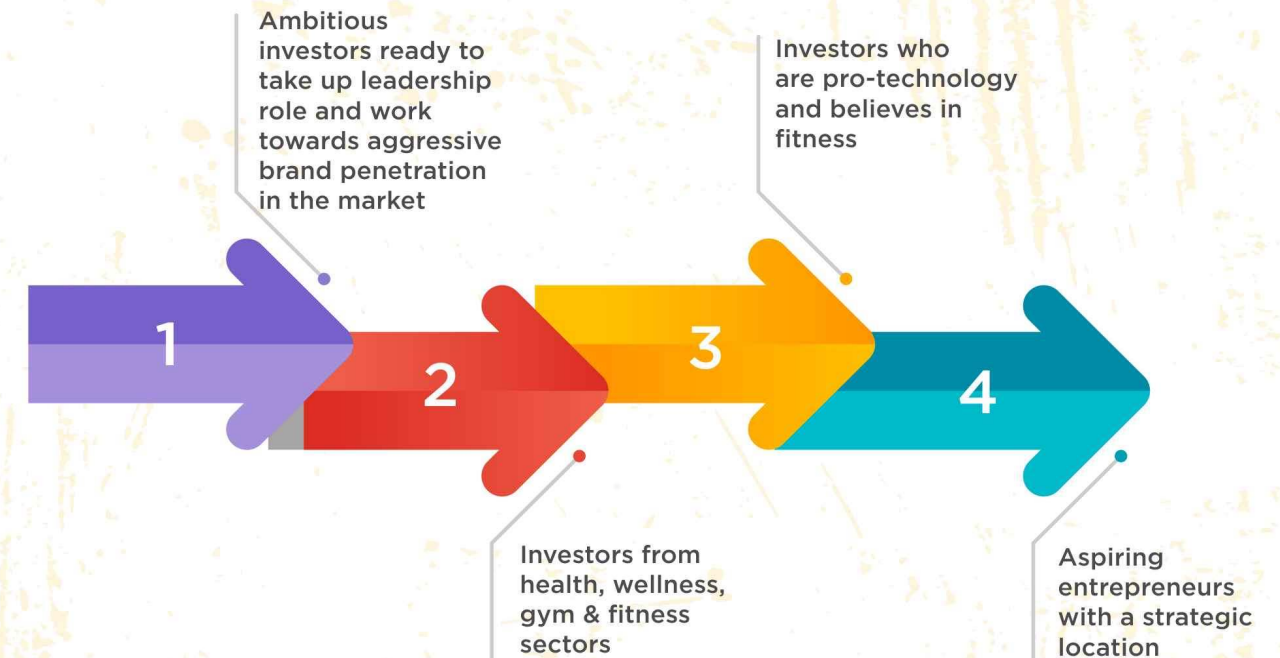 Ambitious
investors ready to
take up leadership
role and work
towards aggressive
brand penetration
in the market
Investors who
are pro-technology
and believes in
fitness
1
2
3
4
Investors from
health, wellness,
gym & fitness
sectors
Aspiring
entrepreneurs
with a strategic
location